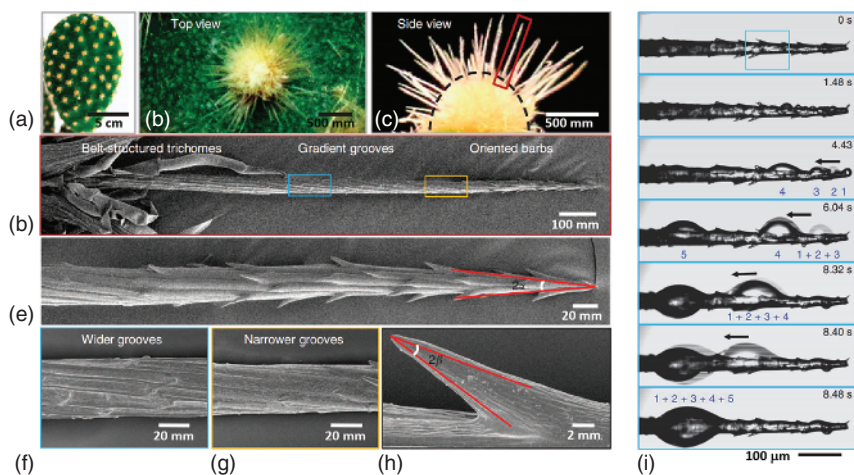 (a)
5 cm
Top view
(b)
500 mm
Side view
(c)
500 mm
Belt-structured trichomes
Gradient grooves
Oriented barbs
(b)
100 mm
(e)
20 mm
Wider grooves
20 mm
(f)
Narrower grooves
20 mm
(g)
2β
2 mm
(h)
0 s
1.48 s
4.43
4 3 2 1
6.04 s
5 4 1 + 2 + 3
8.32 s
1 + 2 + 3 + 4
8.40 s
1 + 2 + 3 + 4 + 5
8.48 s
(i)
100 μm